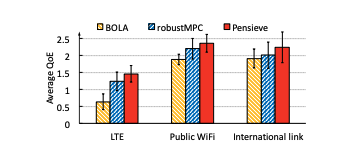 BOLA robustMPC Pensieve
Average QoE
2.5
2
1.5
1
0.5
0
LTE Public WiFi International link